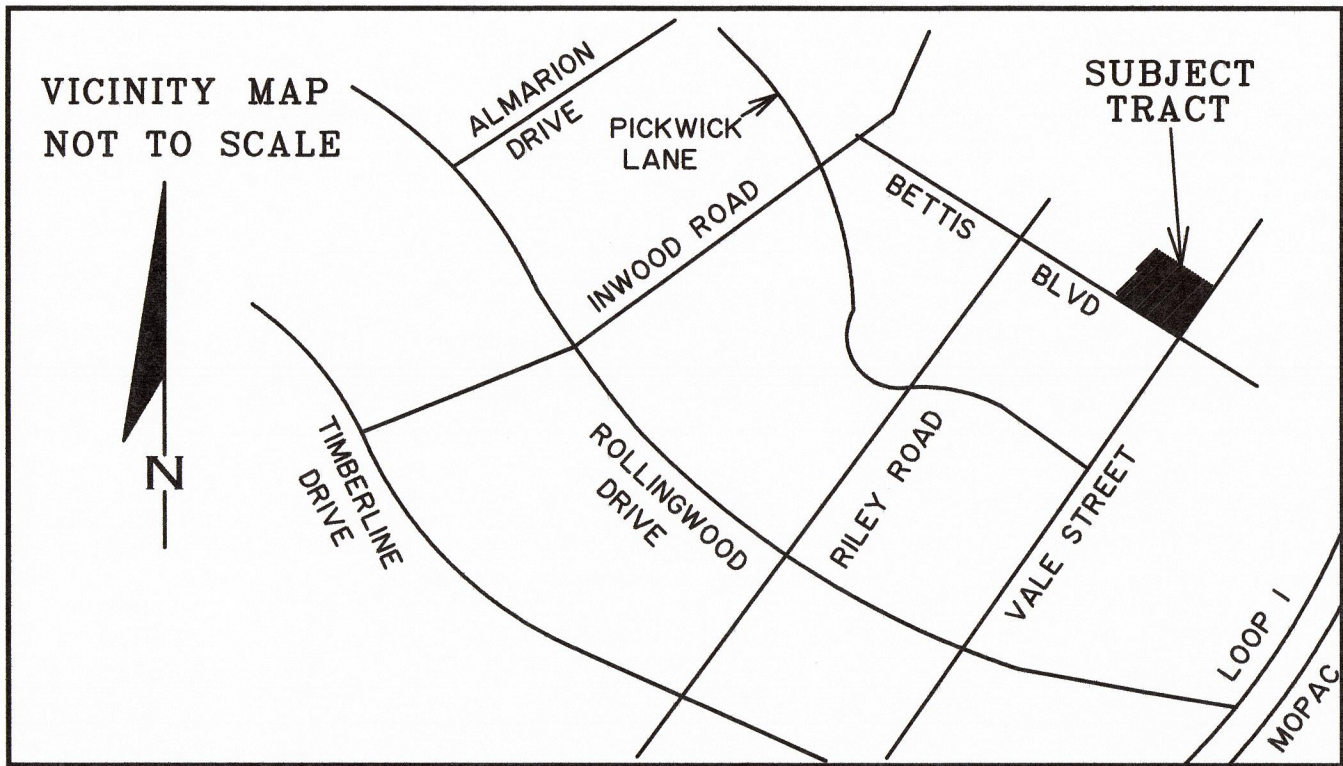 VICINITY MAP
NOT TO SCALE
N
ALMARION
DRIVE
PICKWICK
LANE
SUBJECT
TRACT
INWOOD ROAD
BETTIS
BLVD
TIMBERLINE
DRIVE
ROLLINGWOOD
DRIVE
RILEY ROAD
VALE STREET
LOOP 1
MOPAC